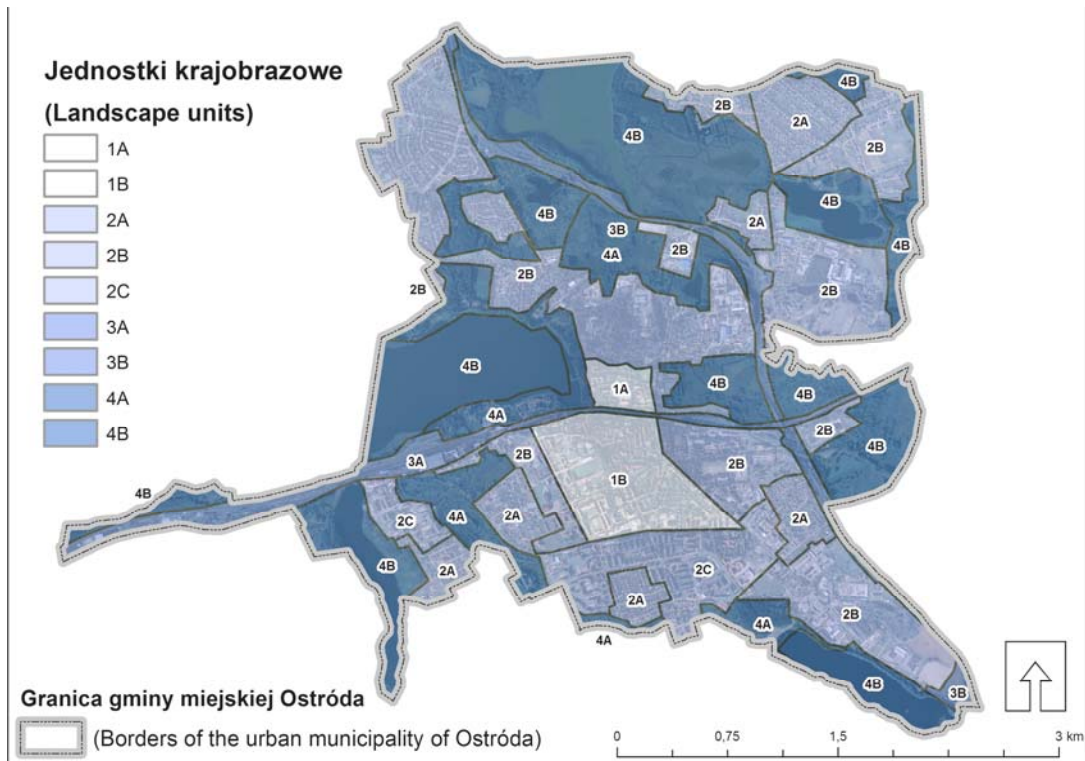 Jednostki krajobrazowe
(Landscape units)
1A
1B
2A
2B
2C
3A
3B
4A
4B
4B
2B
2A
4B
2B
4B
4B
2A
3B
4B
4A
2B
2B
2B
2B
4B
1A
4B
4B
4A
2B
4B
2B
3A
2B
1B
4B
4A
2A
2A
2C
4B
2A
2C
2A
2B
4A
4A
4B
3B
Granica gminy miejskiej Ostróda
(Borders of the urban municipality of Ostróda)
0 0,75 1,5 3 km